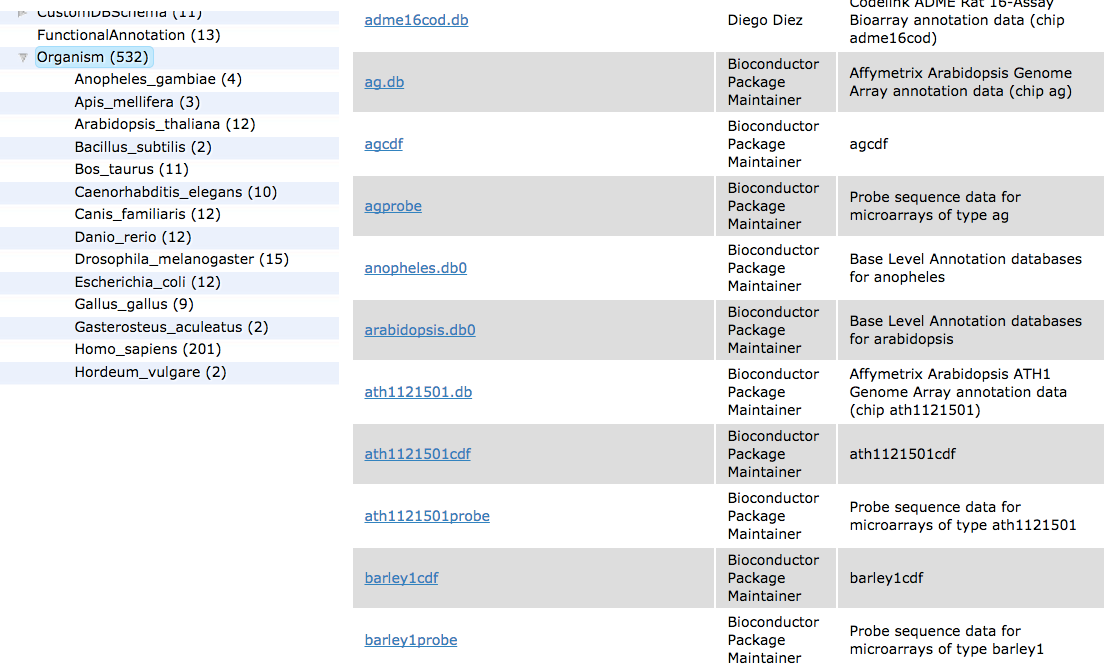 CustomDBSchema (11)
FunctionalAnnotation (13)
Organism (532)
Anopheles_gambiae (4)
Apis_mellifera (3)
Arabidopsis_thaliana (12)
Bacillus_subtilis (2)
Bos_taurus (11)
Caenorhabditis_elegans (10)
Canis_familiaris (12)
Danio_rerio (12)
Drosophila_melanogaster (15)
Escherichia_coli (12)
Gallus_gallus (9)
Gasterosteus_aculeatus (2)
Homo_sapiens (201)
Hordeum_vulgare (2)
adme16cod.db
Diego Diez
Codelink ADME Rat 16-Assay
Bioarray annotation data (chip
adme16cod)
ag.db
Bioconductor
Package
Maintainer
Affymetrix Arabidopsis Genome
Array annotation data (chip ag)
agcdf
Bioconductor
Package
Maintainer
agcdf
agprobe
Bioconductor
Package
Maintainer
Probe sequence data for
microarrays of type ag
anopheles.db0
Bioconductor
Package
Maintainer
Base Level Annotation databases
for anopheles
arabidopsis.db0
Bioconductor
Package
Maintainer
Base Level Annotation databases
for arabidopsis
ath1121501.db
Bioconductor
Package
Maintainer
Affymetrix Arabidopsis ATH1
Genome Array annotation data
(chip ath1121501)
ath1121501cdf
Bioconductor
Package
Maintainer
ath1121501cdf
ath1121501probe
Bioconductor
Package
Maintainer
Probe sequence data for
microarrays of type ath1121501
barley1cdf
Bioconductor
Package
Maintainer
barley1cdf
barley1probe
Bioconductor
Package
Maintainer
Probe sequence data for
microarrays of type barley1